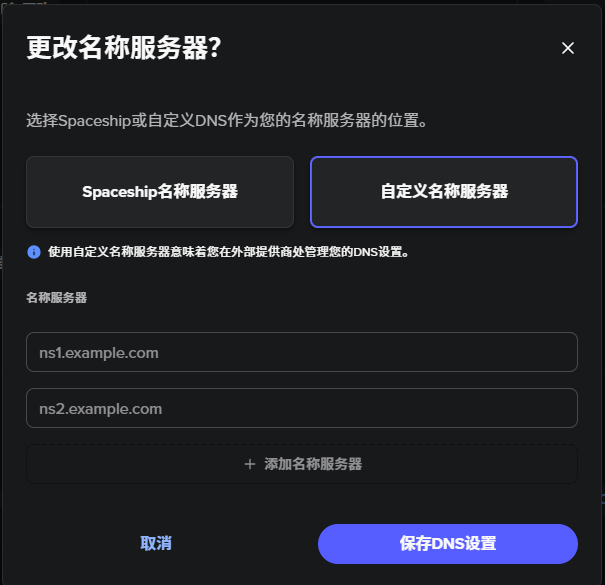 更改名称服务器？
选择Spaceship或自定义DNS作为您的名称服务器的位置。
Spaceship名称服务器
自定义名称服务器
使用自定义名称服务器意味着您在外部提供商处管理您的DNS设置。
名称服务器
ns1.example.com
ns2.example.com
+ 添加名称服务器
取消
保存DNS设置